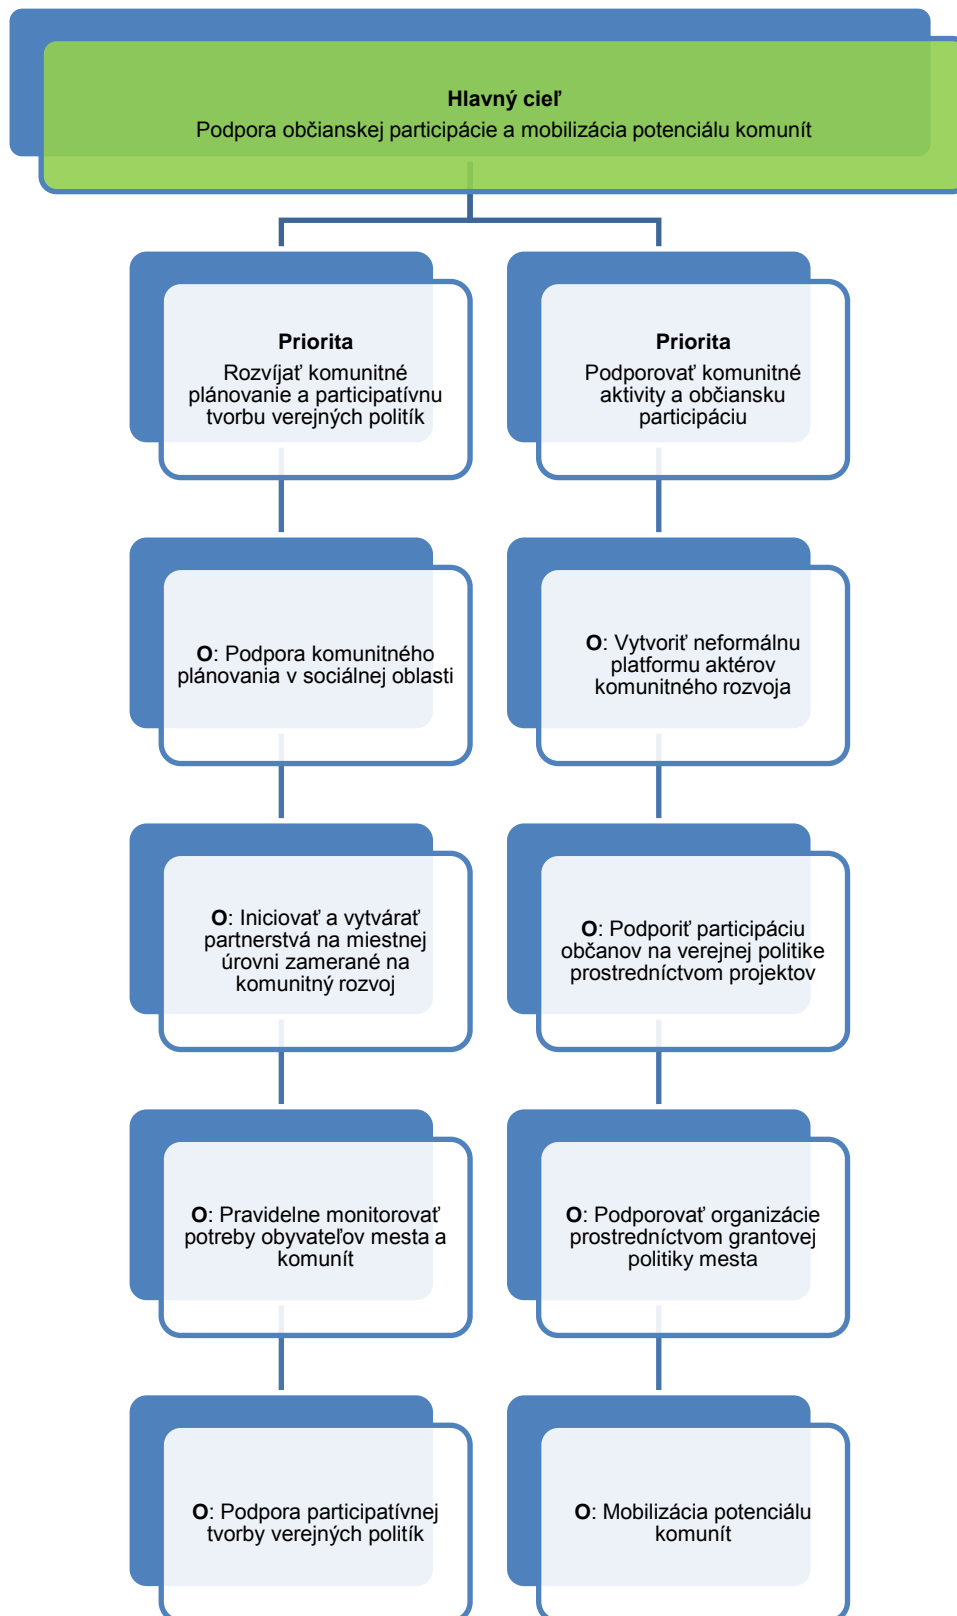 Hlavný cieľ
Podpora občianskej participácie a mobilizácia potenciálu komunít
Priorita
Rozvíjať komunitné
plánovanie a participatívnu
tvorbu verejných politík
Priorita
Podporovať komunitné
aktivity a občiansku
participáciu
O: Podpora komunitného
plánovania v sociálnej oblasti
O: Vytvoriť neformálnu
platformu aktérov
komunitného rozvoja
O: Iniciovať a vytvárať
partnerstvá na miestnej
úrovni zamerané na
komunitný rozvoj
O: Podporiť participáciu
občanov na verejnej politike
prostredníctvom projektov
O: Pravidelne monitorovať
potreby obyvateľov mesta a
komunít
O: Podporovať organizácie
prostredníctvom grantovej
politiky mesta
O: Podpora participatívnej
tvorby verejných politík
O: Mobilizácia potenciálu
komunít